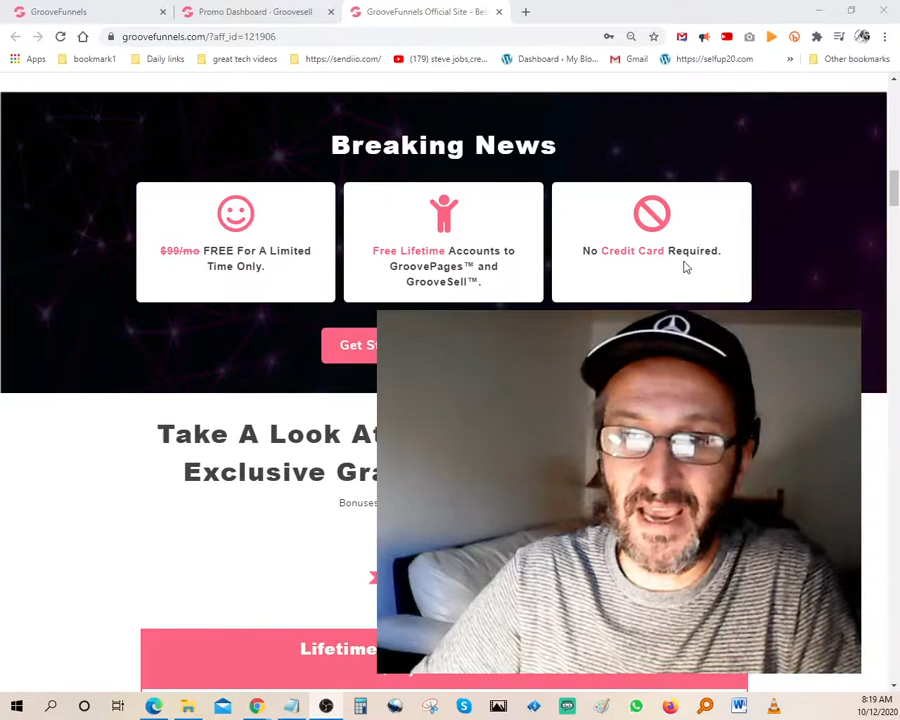 GrooveFunnels
Promo Dashboard - Groovesell
GrooveFunnels Official Site - Bes
groovefunnels.com/?aff_id=121906
Apps
bookmark1
Daily links
great tech videos
https://sendiio.com/
(179) steve jobs,cre...
Dashboard ‹ My Blo...
Gmail
https://selfup20.com
»
Other bookmarks
Breaking News
$99/mo FREE For A Limited
Time Only.
Free Lifetime Accounts to
GroovePages™ and
GrooveSell™.
No Credit Card Required.
Get St
Take A Look At
Exclusive Gra
Bonuses
Lifetime
8:19 AM
10/12/2020